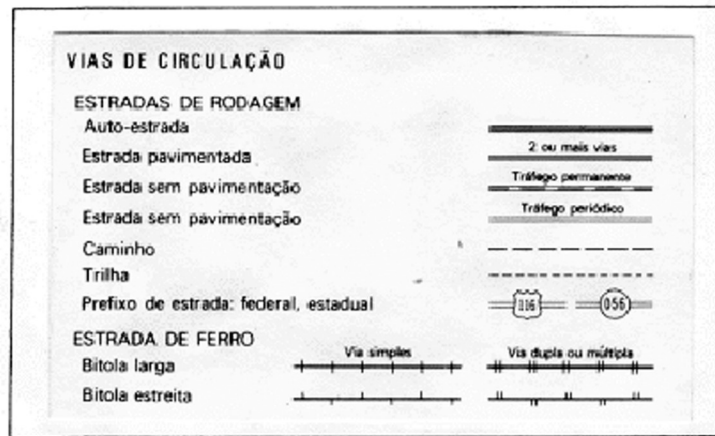 VIAS DE CIRCULAÇÃO
ESTRADAS DE RODAGEM
Auto-estrada
Estrada pavimentada 2 ou mais vias
Estrada sem pavimentação Tráfego permanente
Estrada sem pavimentação Tráfego periódico
Caminho
Trilha
Prefixo de estrada: federal, estadual 116 056
ESTRADA DE FERRO
Via simples Via dupla ou múltipla
Bitola larga
Bitola estreita